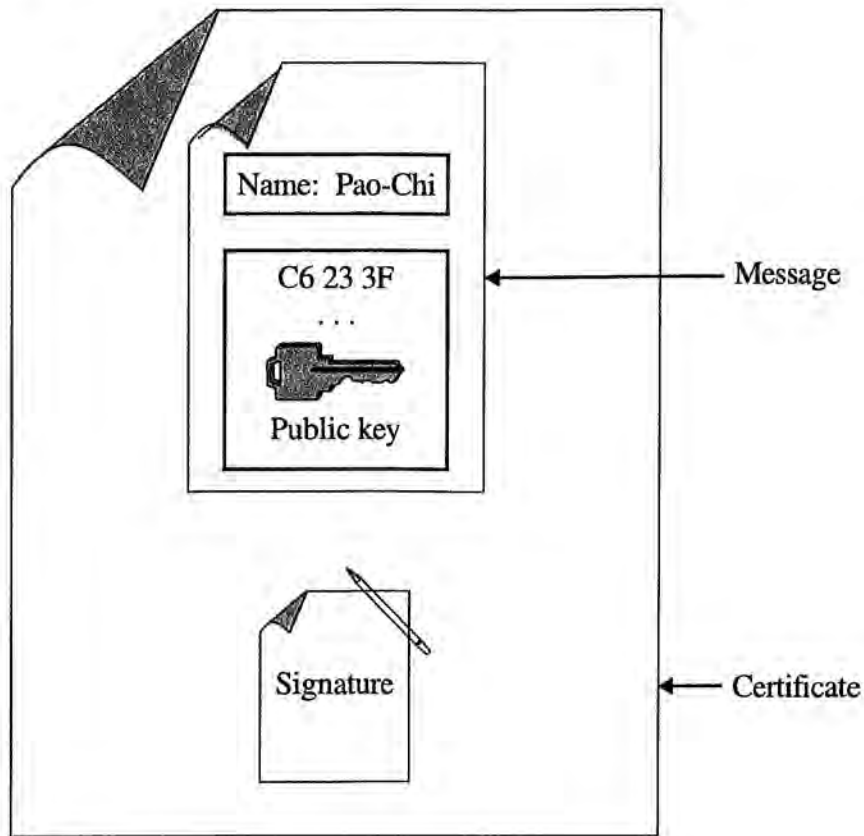 Name: Pao-Chi
C6 23 3F
. . .
Public key
Message
Signature
Certificate